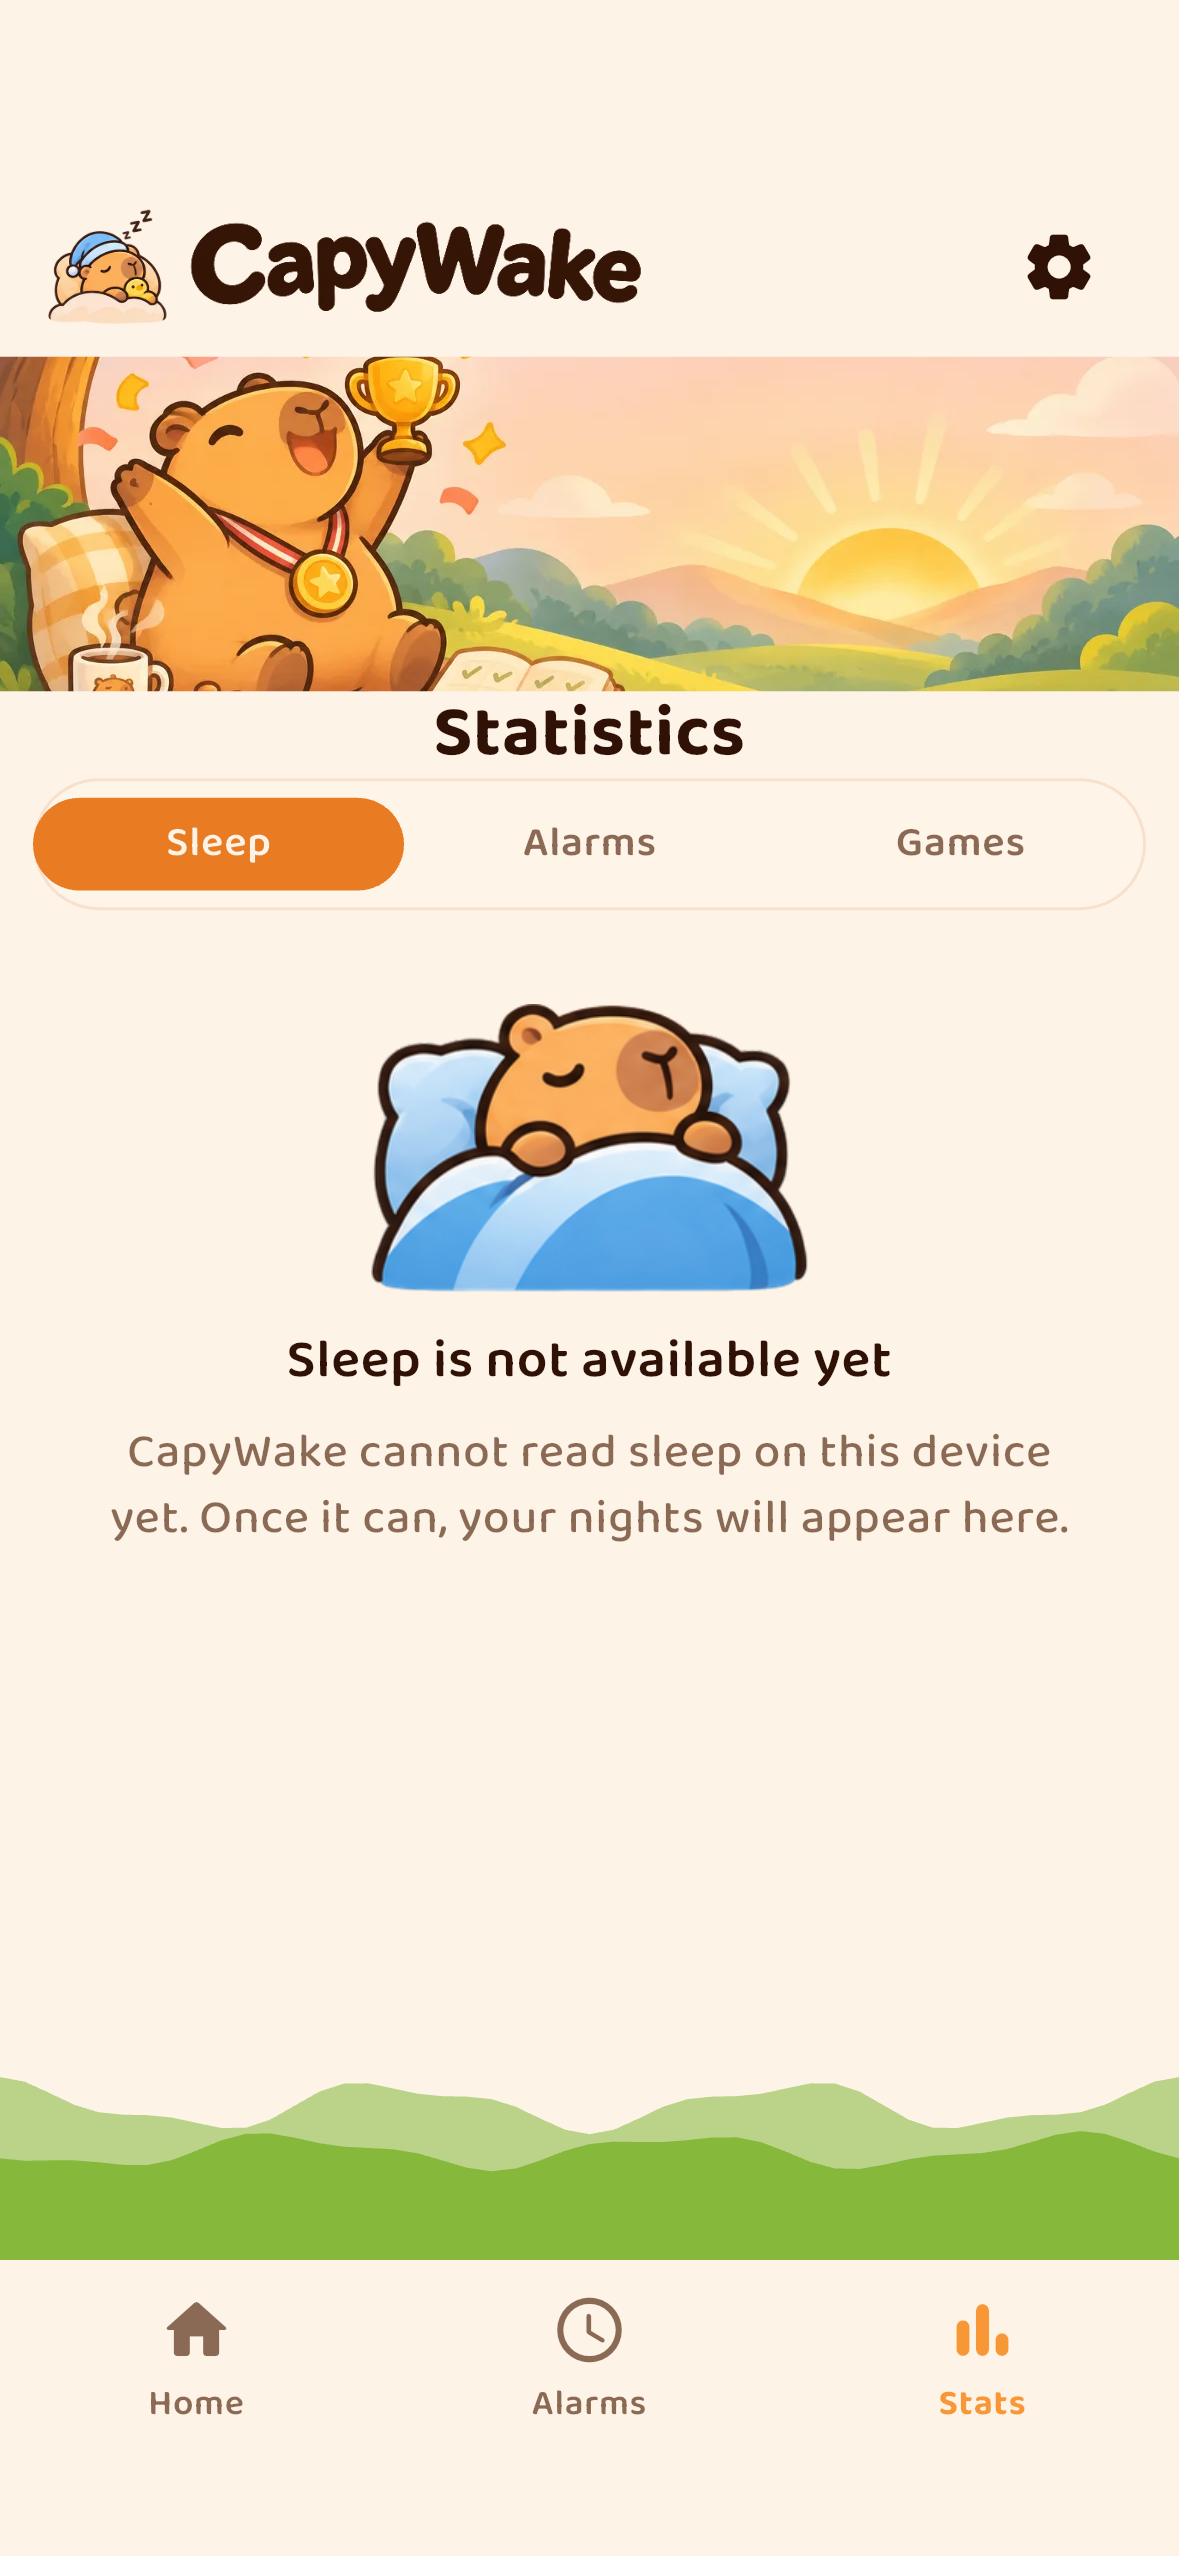 zzz
CapyWake
Statistics
Sleep
Alarms
Games
Sleep is not available yet
CapyWake cannot read sleep on this device
yet. Once it can, your nights will appear here.
Home
Alarms
Stats